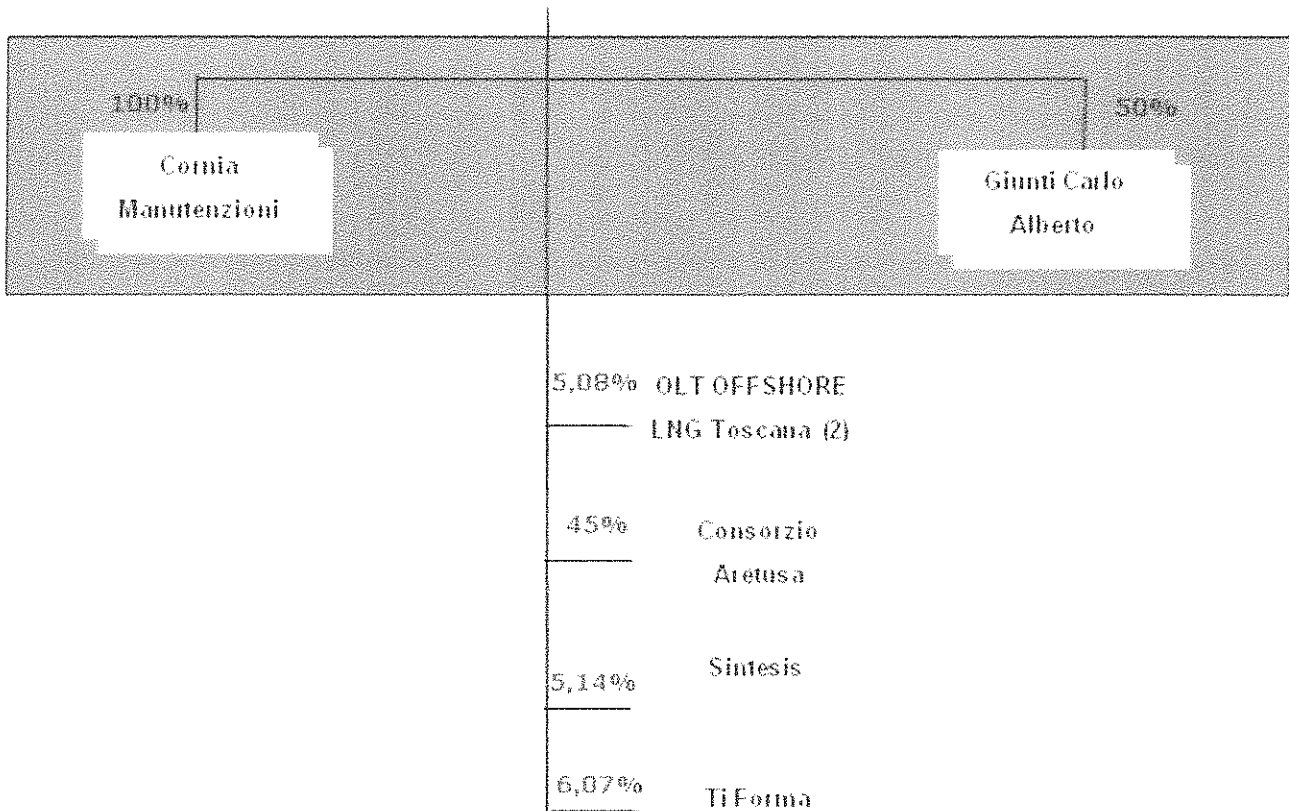 100%
50%
Cornia
Manutenzioni
Giunti Carlo
Alberto
5,08% OLT OFFSHORE
LNG Toscana (2)
45%
Consorzio
Aretusa
Sintesis
5,14%
6,07%
Ti Forma